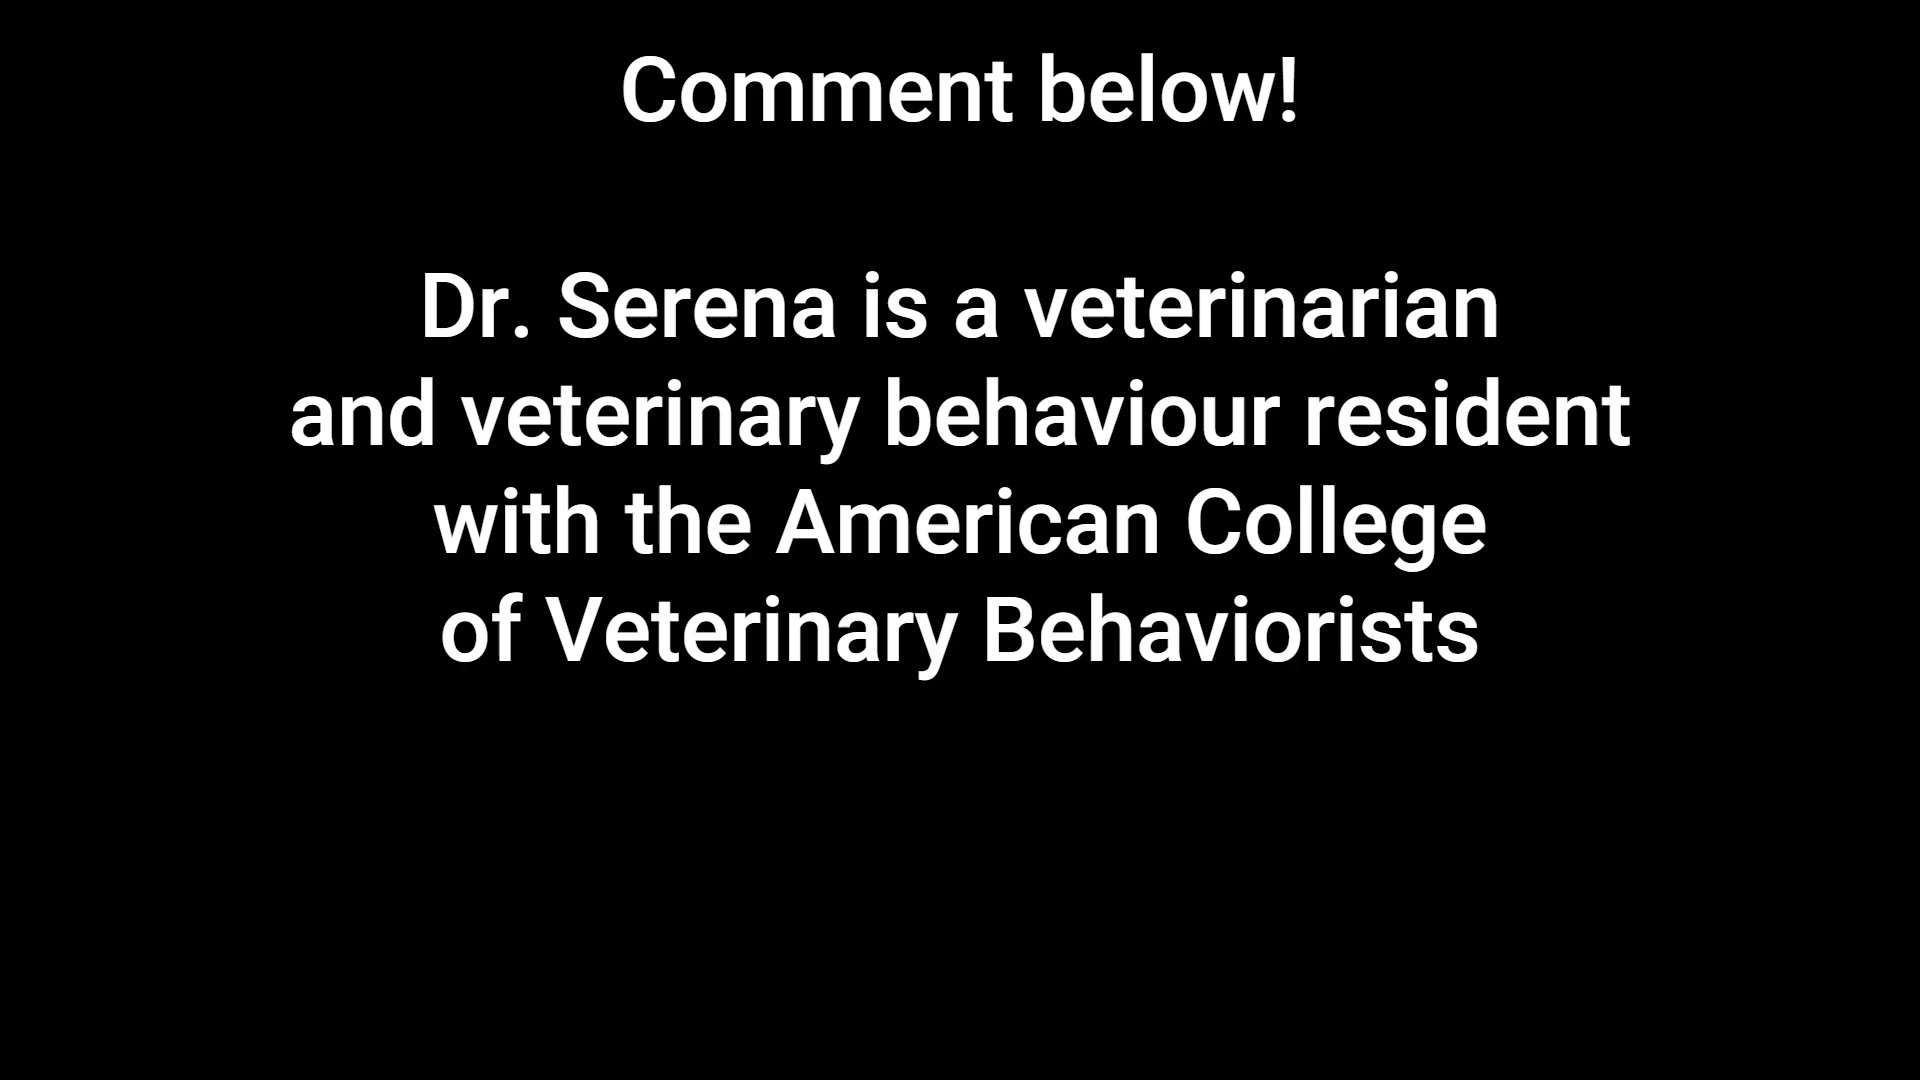 Comment below!
Dr. Serena is a veterinarian
and veterinary behaviour resident
with the American College
of Veterinary Behaviorists